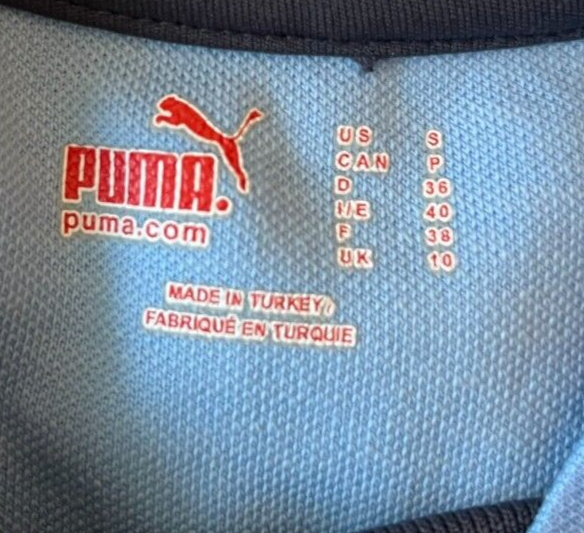 PUMA.
puma.com
US S
CAN P
D 36
I/E 40
F 38
UK 10
MADE IN TURKEY/
FABRIQUÉ EN TURQUIE